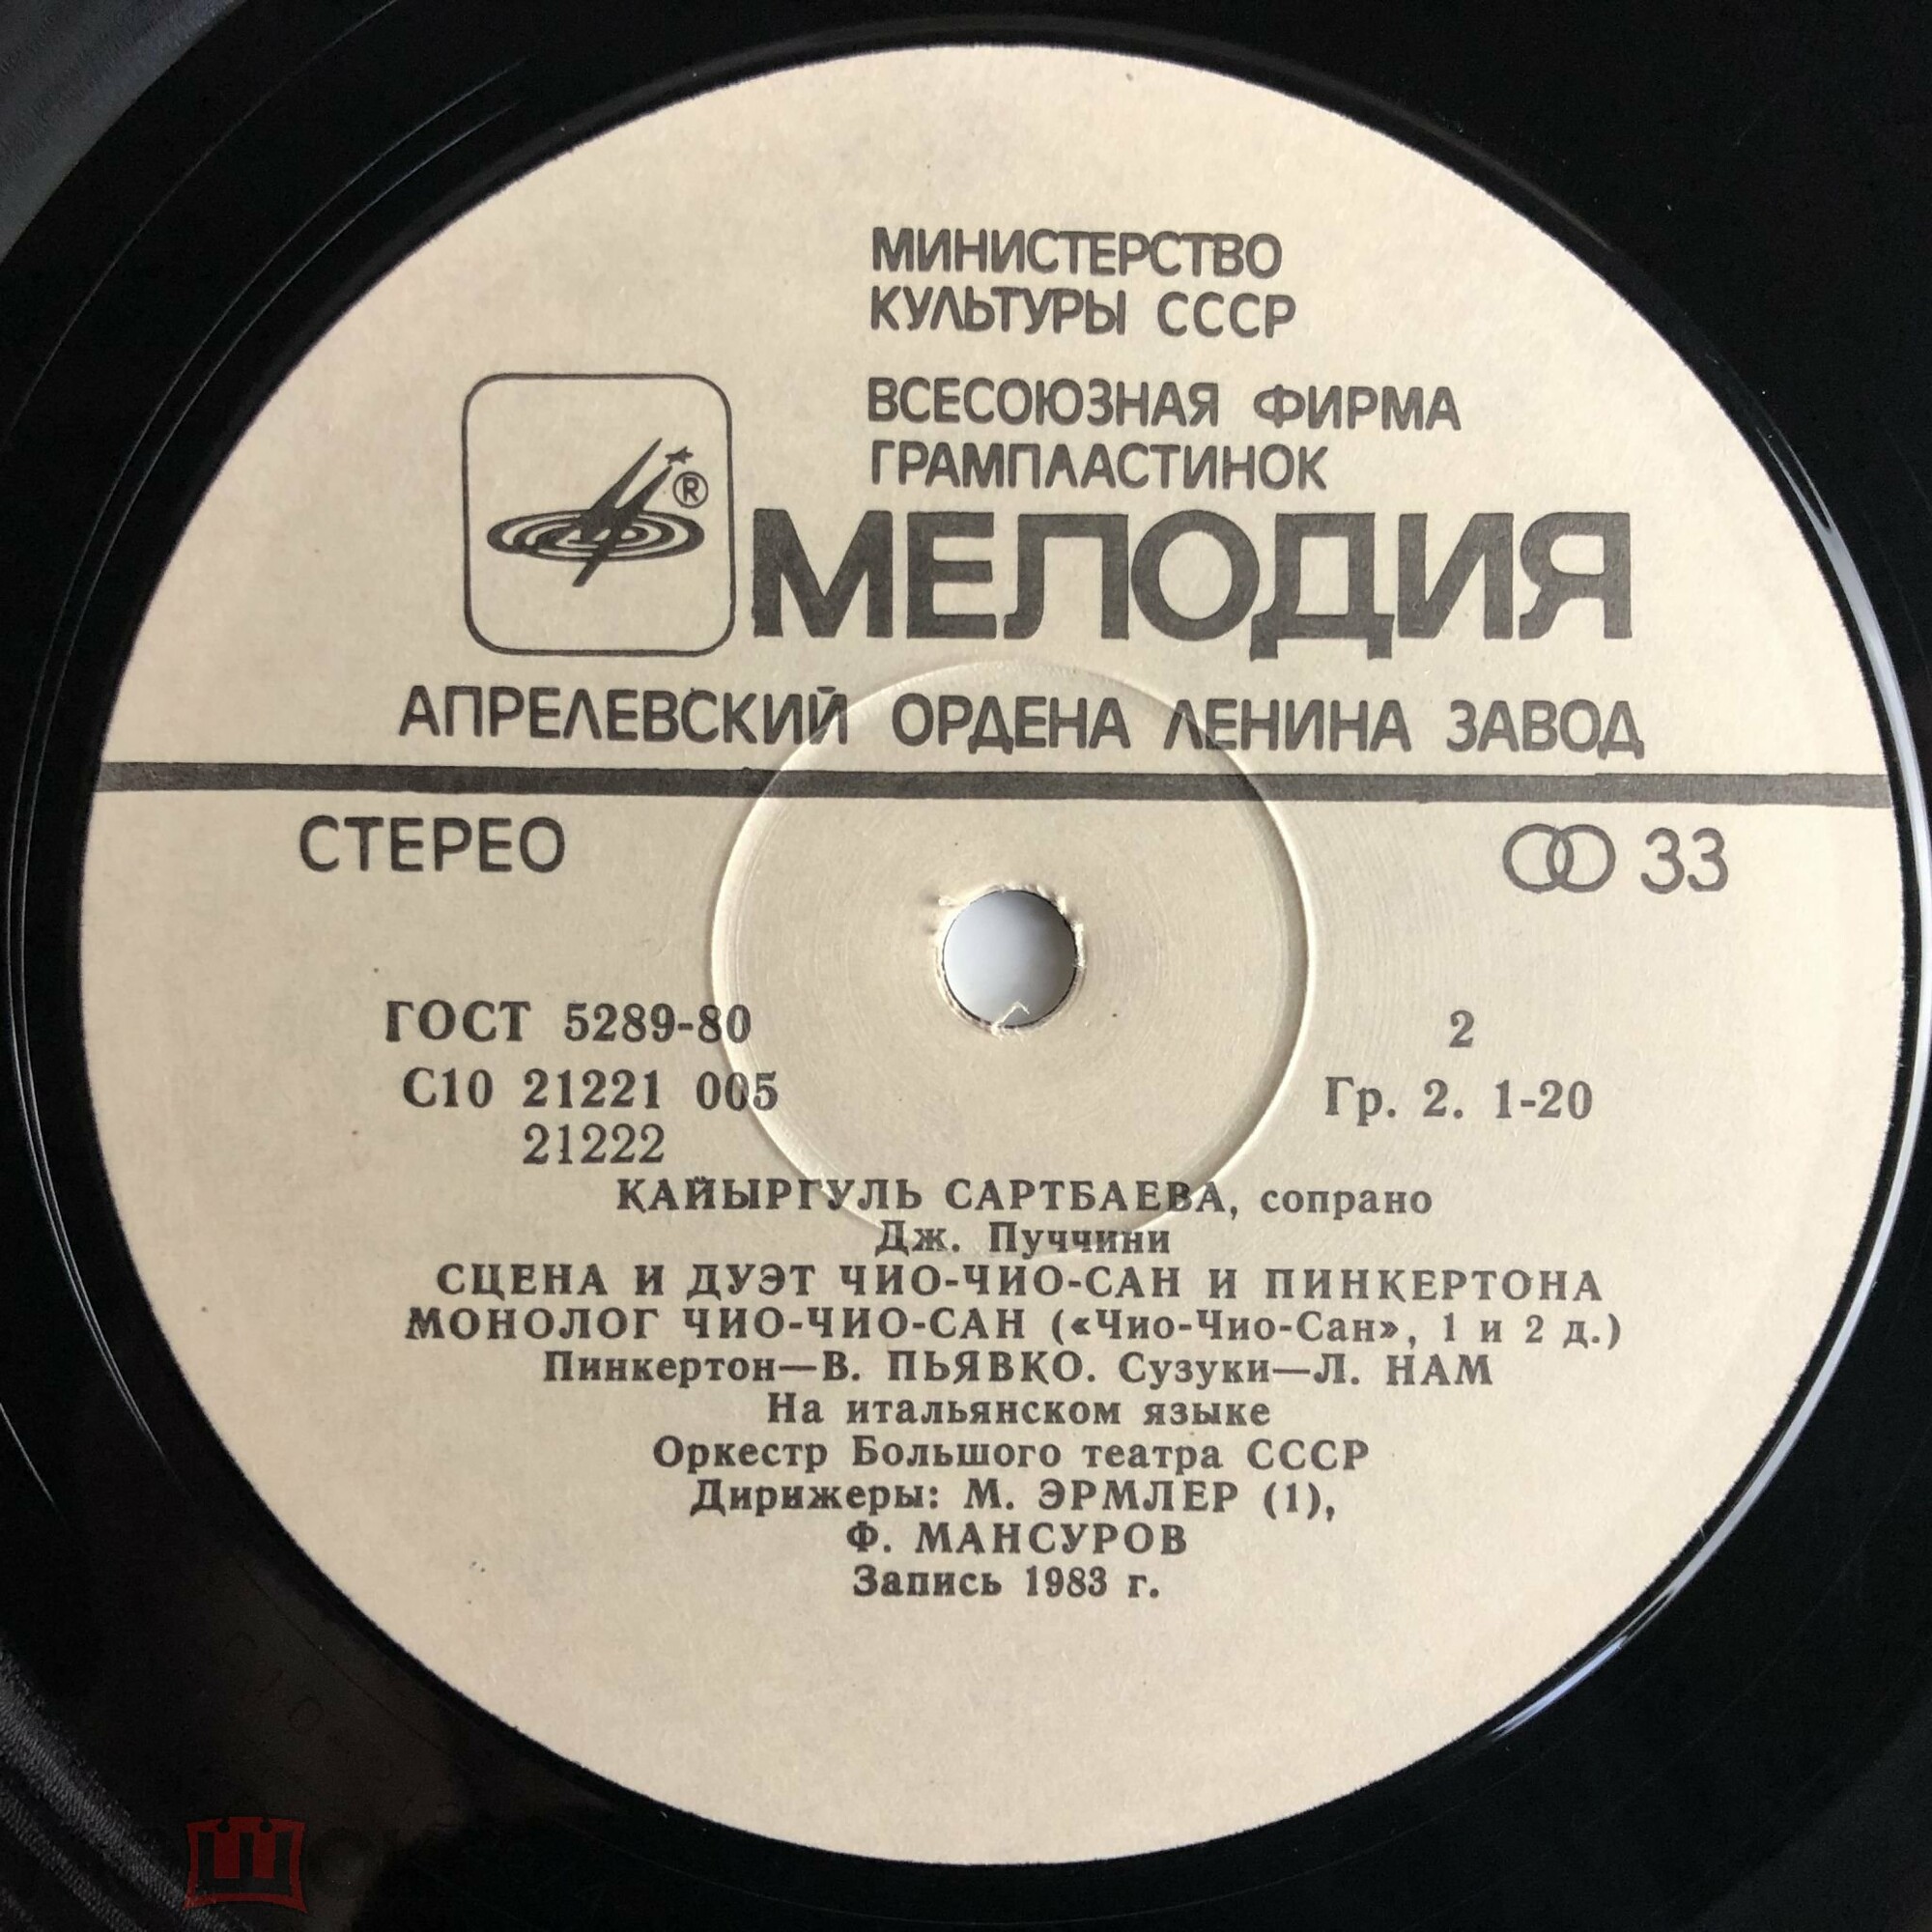 МИНИСТЕРСТВО
КУЛЬТУРЫ СССР
ВСЕСОЮЗНАЯ ФИРМА
ГРАМПЛАСТИНОК
®
МЕЛОДИЯ
АПРЕЛЕВСКИЙ ОРДЕНА ЛЕНИНА ЗАВОД
СТЕРЕО 33
ГОСТ 5289-80 2
С10 21221 005 Гр. 2. 1-20
21222
КАЙЫРГУЛЬ САРТБАЕВА, сопрано
Дж. Пуччини
СЦЕНА И ДУЭТ ЧИО-ЧИО-САН И ПИНКЕРТОНА
МОНОЛОГ ЧИО-ЧИО-САН («Чио-Чио-Сан», 1 и 2 д.)
Пинкертон—В. ПЬЯВКО. Сузуки—Л. НАМ
На итальянском языке
Оркестр Большого театра СССР
Дирижеры: М. ЭРМЛЕР (1),
Ф. МАНСУРОВ
Запись 1983 г.